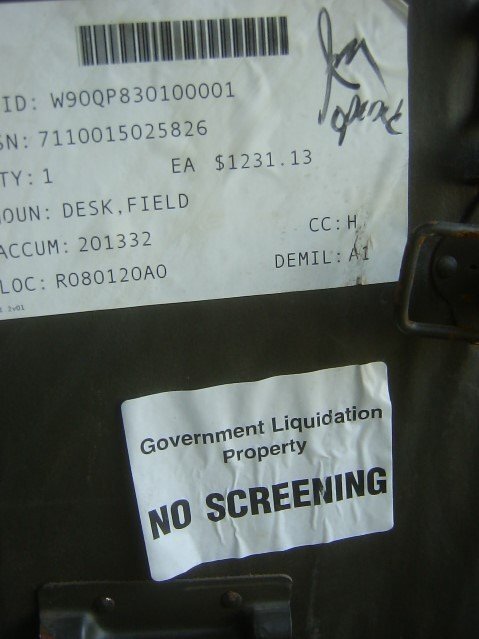 ID: W90QP830100001
SN: 7110015025826
TY: 1 EA $1231.13
OUN: DESK,FIELD
ACCUM: 201332 CC: H
LOC: R080120A0 DEMIL: A1
Government Liquidation
Property
NO SCREENING